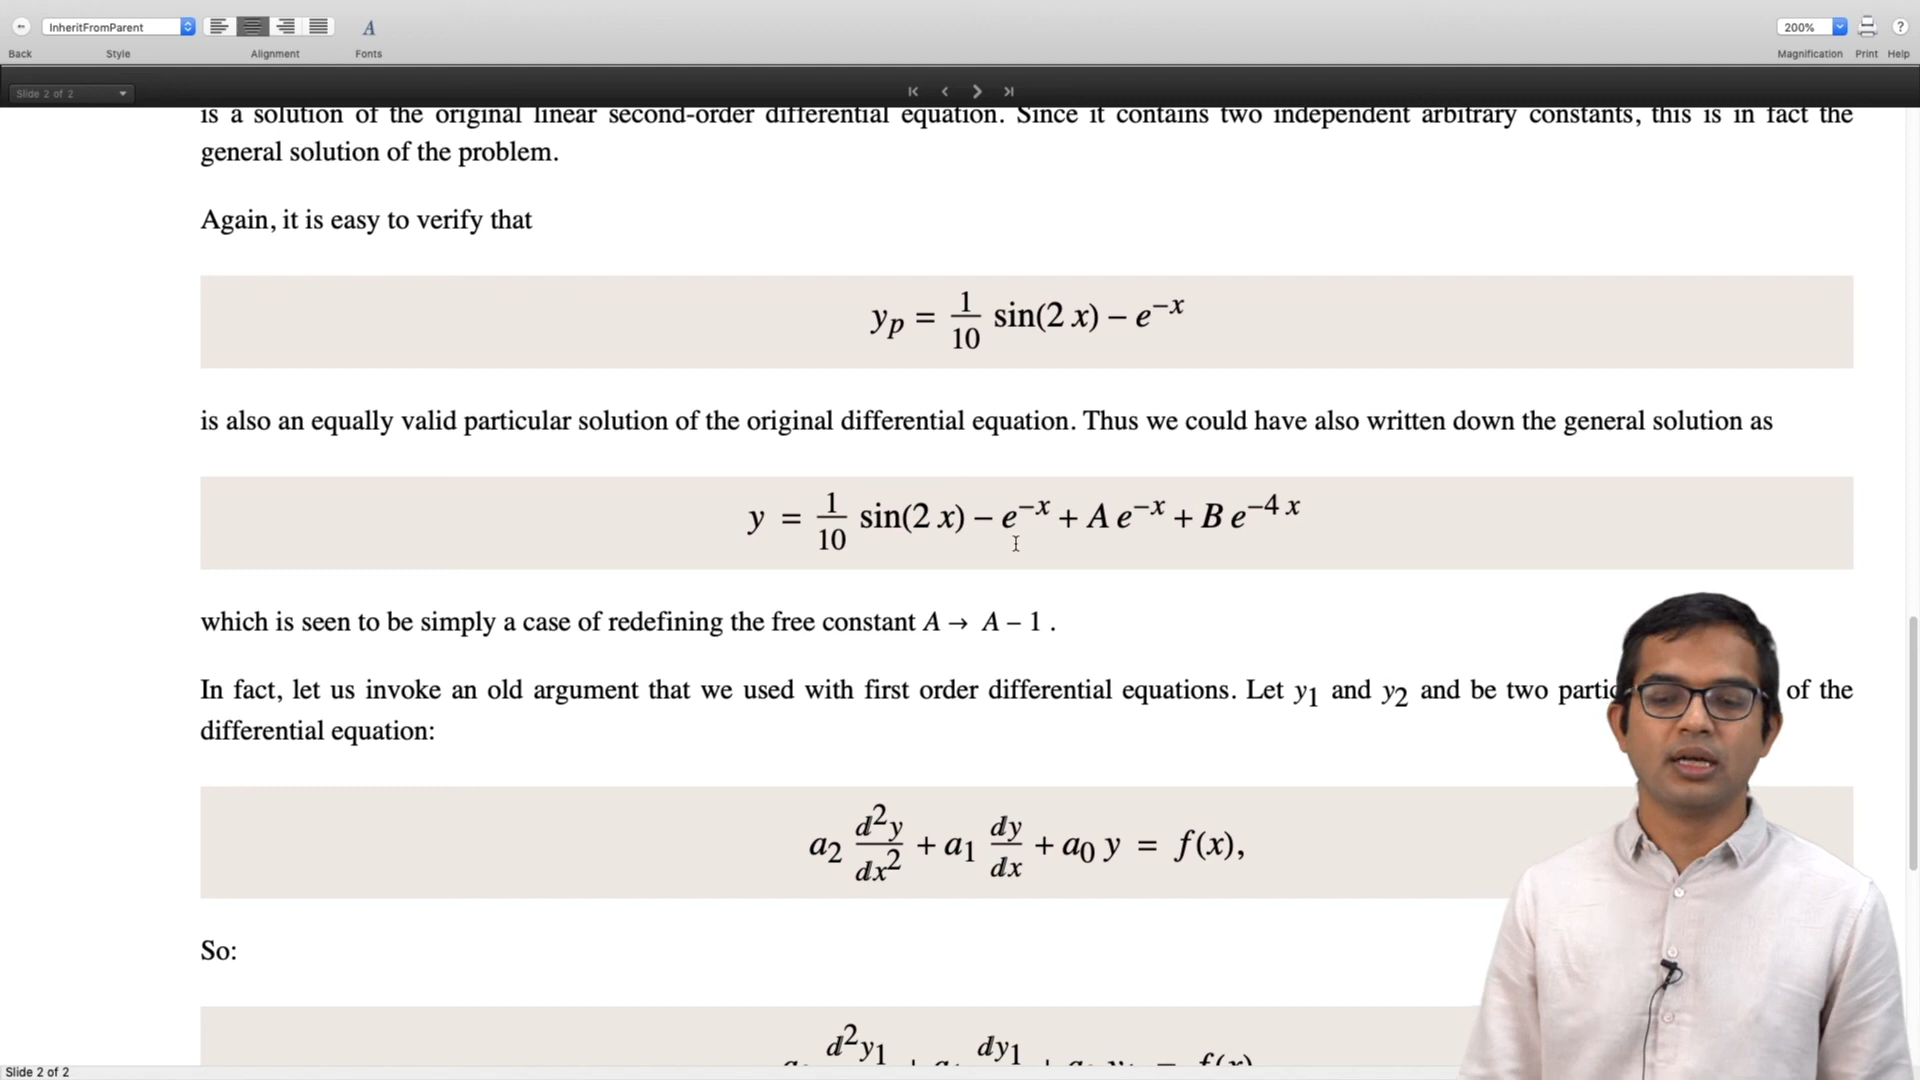 InheritFromParent
A
200%
Back Style Alignment Fonts Magnification Print Help
Slide 2 of 2
is a solution of the original linear second-order differential equation. Since it contains two independent arbitrary constants, this is in fact the
general solution of the problem.
Again, it is easy to verify that
y_p = 1/10 sin(2 x) − e^{−x}
is also an equally valid particular solution of the original differential equation. Thus we could have also written down the general solution as
y = 1/10 sin(2 x) − e^{−x} + A e^{−x} + B e^{−4 x}
which is seen to be simply a case of redefining the free constant A → A − 1 .
In fact, let us invoke an old argument that we used with first order differential equations. Let y_1 and y_2 and be two of the
differential equation:
a_2 d^2y/dx^2 + a_1 dy/dx + a_0 y = f(x),
So:
d^2y_1 + dy_1 + = f(x)
Slide 2 of 2